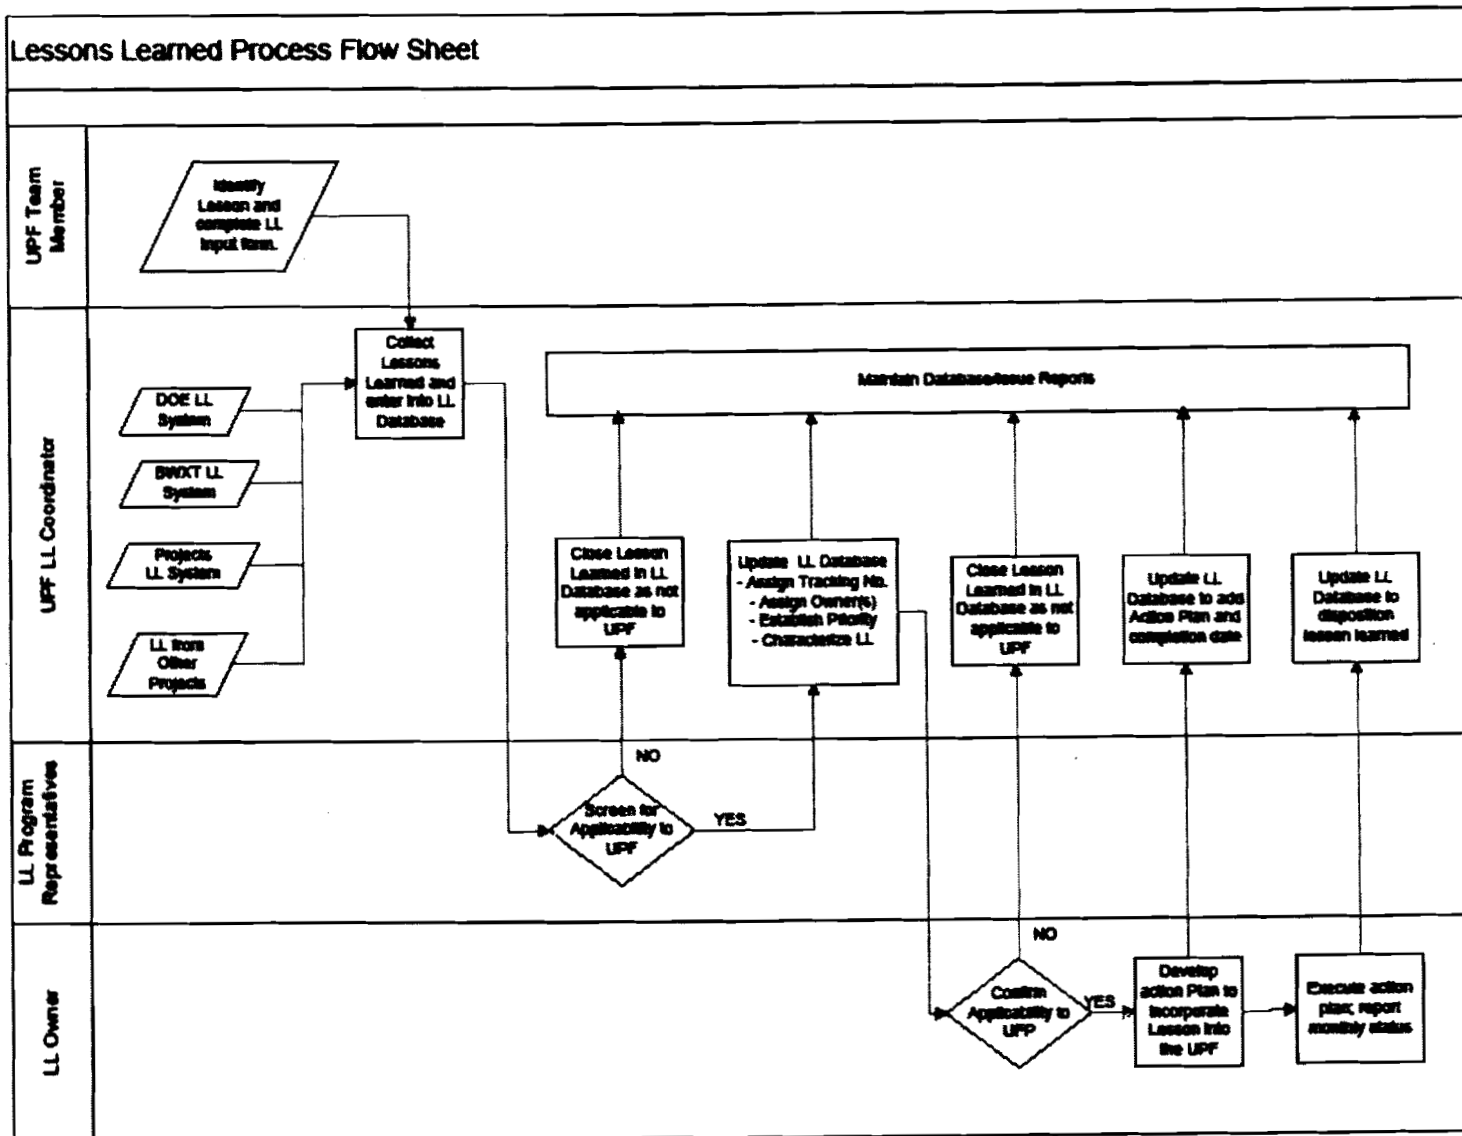 Lessons Learned Process Flow Sheet
UPF Team
Member
Identify
Lesson and
complete LL
Input form.
UPF LL Coordinator
Collect
Lessons
Learned and
enter into LL
Database
DOE LL
System
BWXT LL
System
Projects
LL System
LL from
Other
Projects
Maintain Database/Issue Reports
Close Lesson
Learned in LL
Database as not
applicable to
UPF
Update LL Database
- Assign Tracking No.
- Assign Owner(s)
- Establish Priority
- Characterize LL
Close Lesson
Learned in LL
Database as not
applicable to
UPF
Update LL
Database to add
Action Plan and
completion date
Update LL
Database to
disposition
lesson learned
LL Program
Representatives
NO
Screen for
Applicability to
UPF
YES
LL Owner
NO
Confirm
Applicability to
UFP
YES
Develop
action Plan to
Incorporate
Lesson into
the UPF
Execute action
plan; report
monthly status